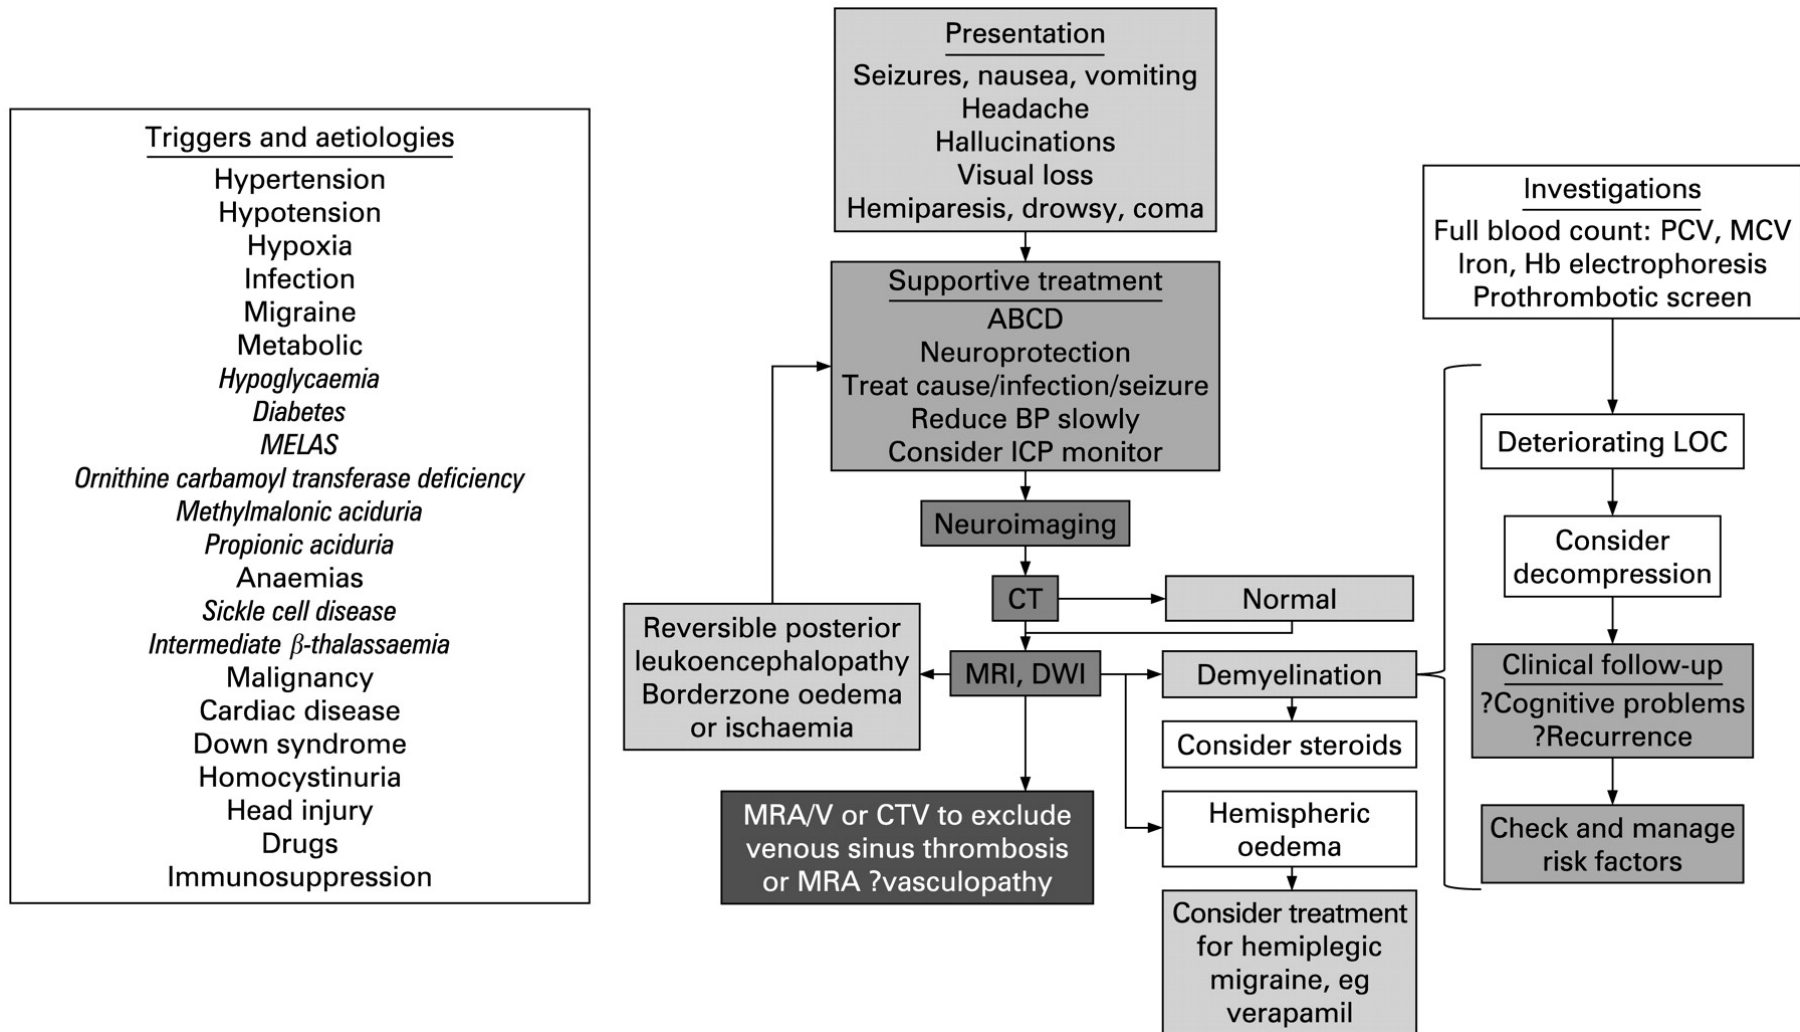 Triggers and aetiologies
Hypertension
Hypotension
Hypoxia
Infection
Migraine
Metabolic
Hypoglycaemia
Diabetes
MELAS
Ornithine carbamoyl transferase deficiency
Methylmalonic aciduria
Propionic aciduria
Anaemias
Sickle cell disease
Intermediate β-thalassaemia
Malignancy
Cardiac disease
Down syndrome
Homocystinuria
Head injury
Drugs
Immunosuppression
Presentation
Seizures, nausea, vomiting
Headache
Hallucinations
Visual loss
Hemiparesis, drowsy, coma
Supportive treatment
ABCD
Neuroprotection
Treat cause/infection/seizure
Reduce BP slowly
Consider ICP monitor
Neuroimaging
CT
Normal
Reversible posterior
leukoencephalopathy
Borderzone oedema
or ischaemia
MRI, DWI
Demyelination
Consider steroids
MRA/V or CTV to exclude
venous sinus thrombosis
or MRA ?vasculopathy
Hemispheric
oedema
Consider treatment
for hemiplegic
migraine, eg
verapamil
Investigations
Full blood count: PCV, MCV
Iron, Hb electrophoresis
Prothrombotic screen
Deteriorating LOC
Consider
decompression
Clinical follow-up
?Cognitive problems
?Recurrence
Check and manage
risk factors